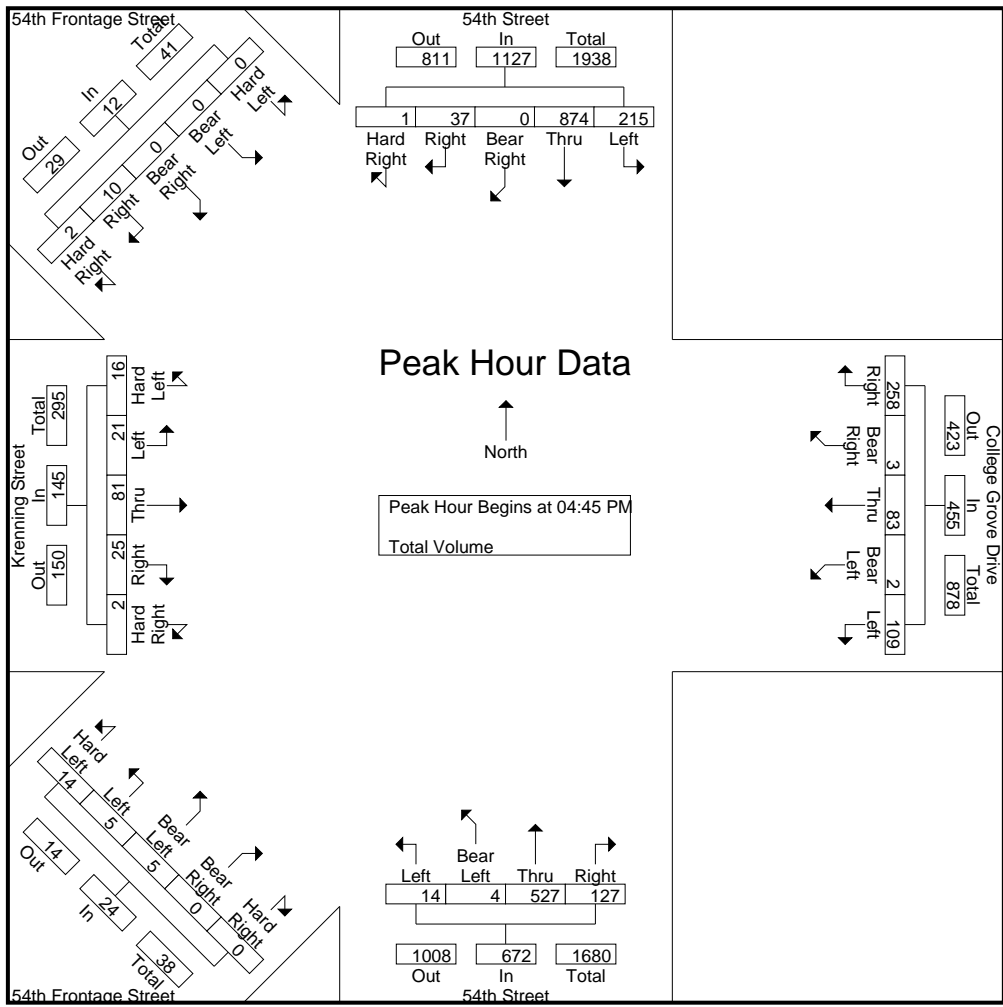 54th Frontage Street
Total
41
In
12
Out
29
0
Hard
Left
0
Bear
Left
0
Bear
Right
10
Right
2
Hard
Right
54th Street
Out In Total
811 1127 1938
1 37 0 874 215
Hard
Right
Right
Bear
Right
Thru
Left
Krenning Street
Total
295
In
145
Out
150
16
Hard
Left
21
Left
81
Thru
25
Right
2
Hard
Right
Peak Hour Data
North
Peak Hour Begins at 04:45 PM
Total Volume
Right
258
Bear
Right
3
Thru
83
Bear
Left
2
Left
109
Out
423
In
455
Total
878
College Grove Drive
Hard
Left
14
Left
5
Bear
Left
5
Bear
Right
0
Hard
Right
0
14
Out
24
In
38
Total
54th Frontage Street
Left
Bear
Left
Thru
Right
14 4 527 127
1008 672 1680
Out In Total
54th Street